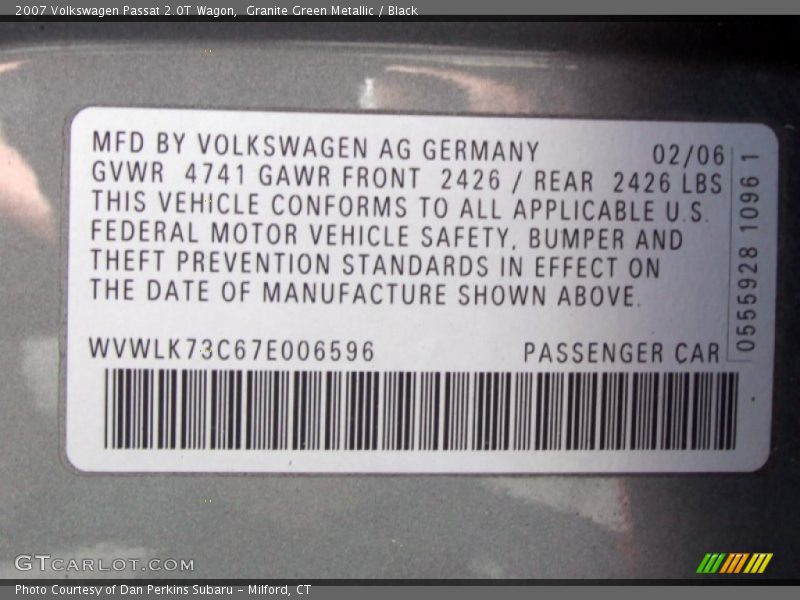 2007 Volkswagen Passat 2.0T Wagon,  Granite Green Metallic / Black
MFD BY VOLKSWAGEN AG GERMANY 02/06
GVWR 4741 GAWR FRONT 2426 / REAR 2426 LBS
THIS VEHICLE CONFORMS TO ALL APPLICABLE U.S.
FEDERAL MOTOR VEHICLE SAFETY, BUMPER AND
THEFT PREVENTION STANDARDS IN EFFECT ON
THE DATE OF MANUFACTURE SHOWN ABOVE.
WVWLK73C67E006596 PASSENGER CAR
0556928 1096 1
GTCARLOT.COM
Photo Courtesy of Dan Perkins Subaru – Milford, CT